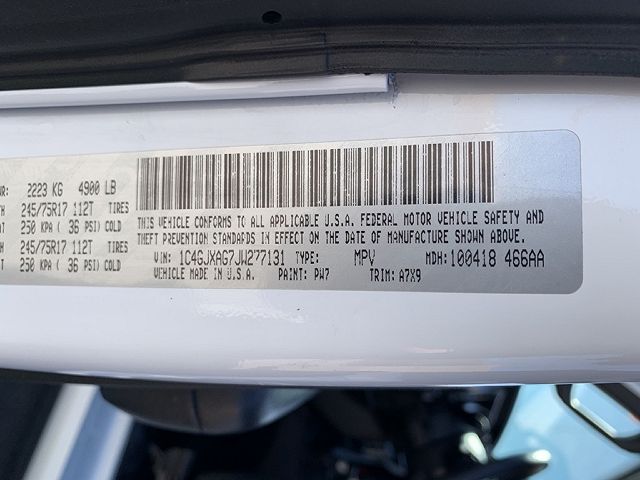 2223 KG 4900 LB
245/75R17 112T TIRES
250 KPA ( 36 PSI) COLD
245/75R17 112T TIRES
250 KPA ( 36 PSI) COLD
THIS VEHICLE CONFORMS TO ALL APPLICABLE U.S.A. FEDERAL MOTOR VEHICLE SAFETY AND
THEFT PREVENTION STANDARDS IN EFFECT ON THE DATE OF MANUFACTURE SHOWN ABOVE.
VIN: 1C4GJXAG7JW277131 TYPE: MPV MDH: 100418 466AA
VEHICLE MADE IN U.S.A. PAINT: PW7 TRIM: A7X9